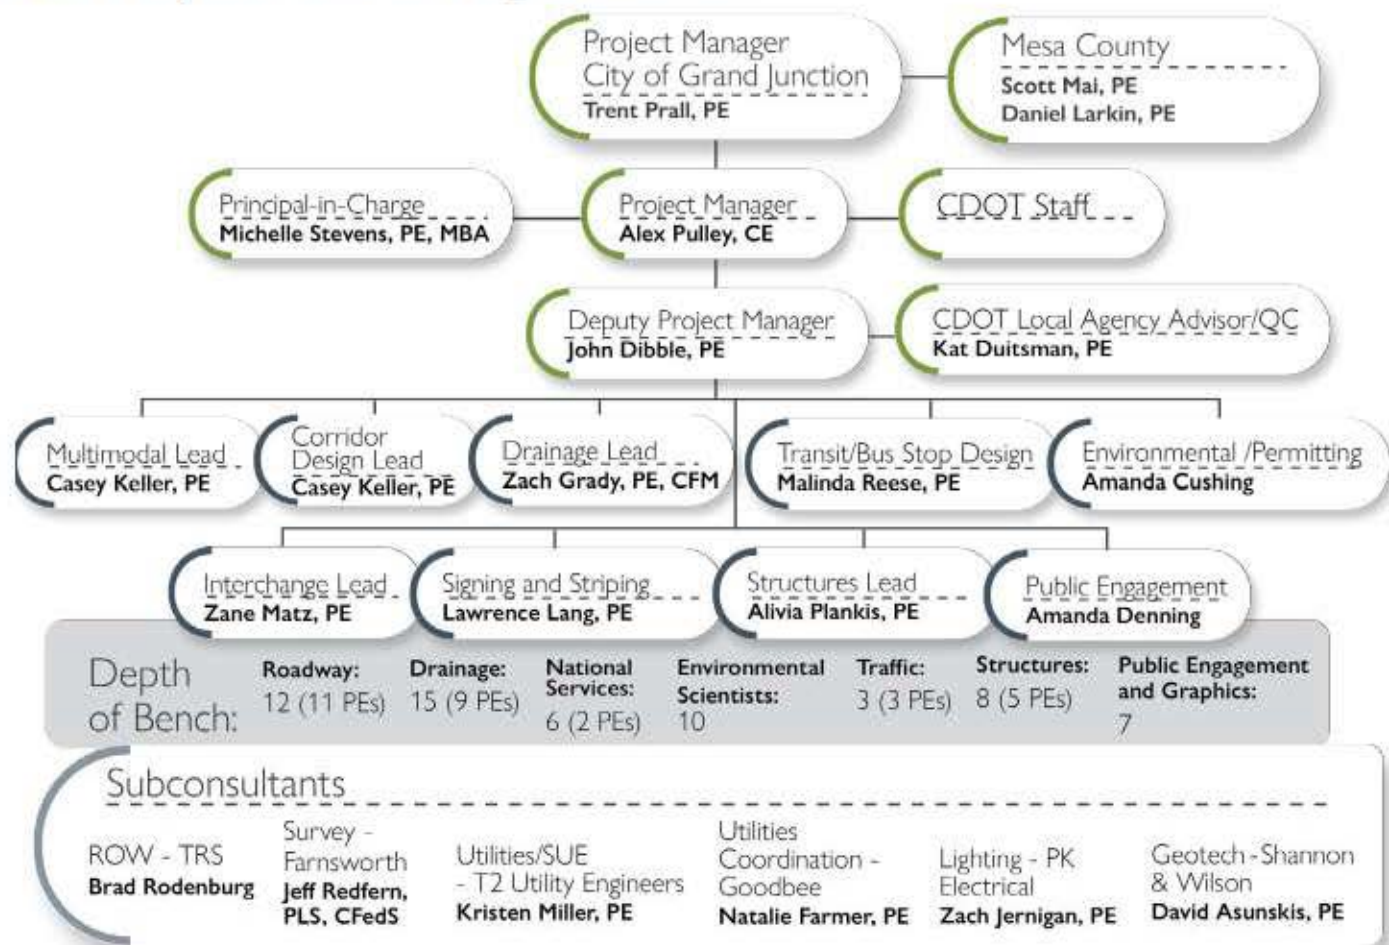 Project Manager
City of Grand Junction
Trent Prall, PE
Mesa County
Scott Mai, PE
Daniel Larkin, PE
Principal-in-Charge
Michelle Stevens, PE, MBA
Project Manager
Alex Pulley, CE
CDOT Staff
Deputy Project Manager
John Dibble, PE
CDOT Local Agency Advisor/QC
Kat Duitsman, PE
Multimodal Lead
Casey Keller, PE
Corridor
Design Lead
Casey Keller, PE
Drainage Lead
Zach Grady, PE, CFM
Transit/Bus Stop Design
Malinda Reese, PE
Environmental /Permitting
Amanda Cushing
Interchange Lead
Zane Matz, PE
Signing and Striping
Lawrence Lang, PE
Structures Lead
Alivia Plankis, PE
Public Engagement
Amanda Denning
Depth
of Bench:
Roadway:
12 (11 PEs)
Drainage:
15 (9 PEs)
National
Services:
6 (2 PEs)
Environmental
Scientists:
10
Traffic:
3 (3 PEs)
Structures:
8 (5 PEs)
Public Engagement
and Graphics:
7
Subconsultants
ROW - TRS
Brad Rodenburg
Survey -
Farnsworth
Jeff Redfern,
PLS, CFedS
Utilities/SUE
- T2 Utility Engineers
Kristen Miller, PE
Utilities
Coordination -
Goodbee
Natalie Farmer, PE
Lighting - PK
Electrical
Zach Jernigan, PE
Geotech - Shannon
& Wilson
David Asunskis, PE